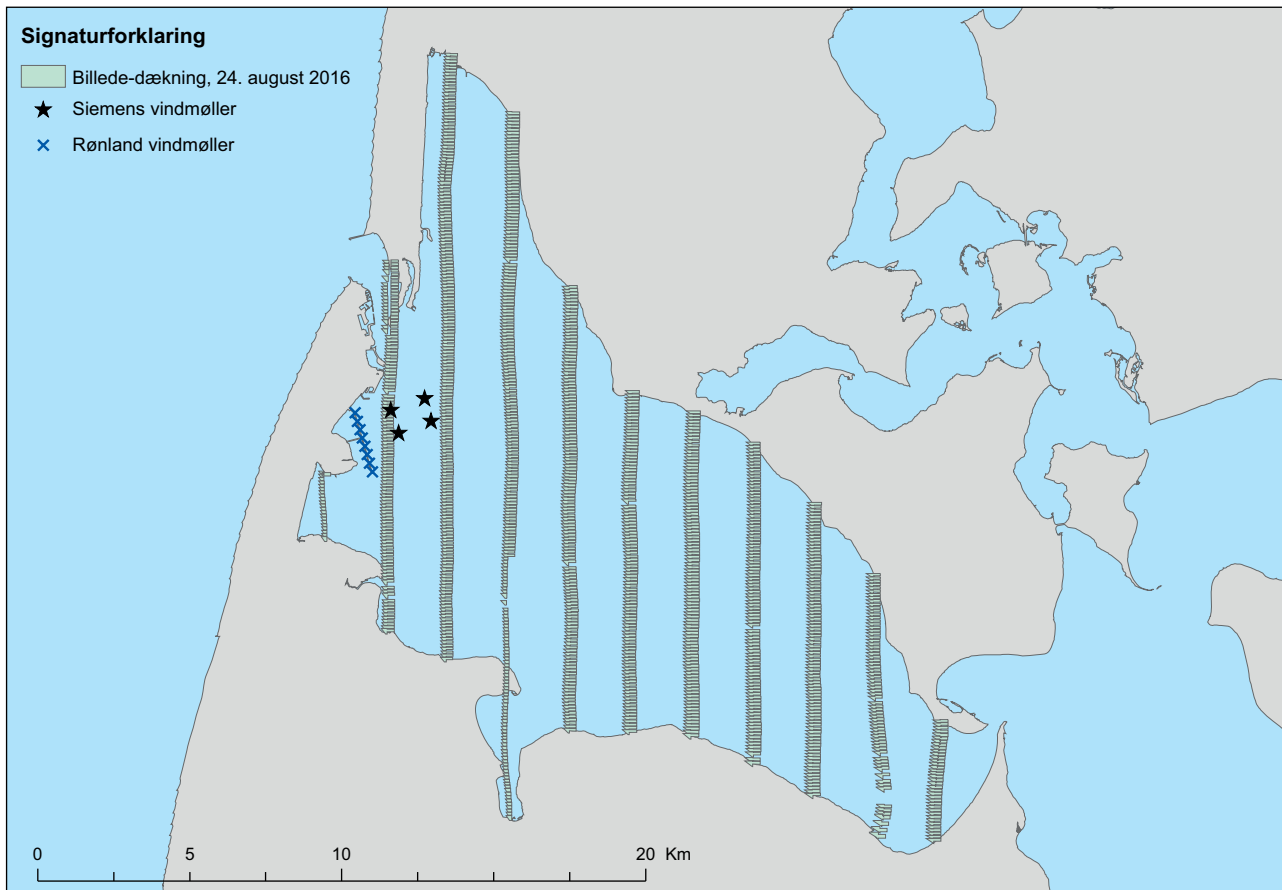 Signaturforklaring
Billede-dækning, 24. august 2016
Siemens vindmøller
Rønland vindmøller
0 5 10 20 Km